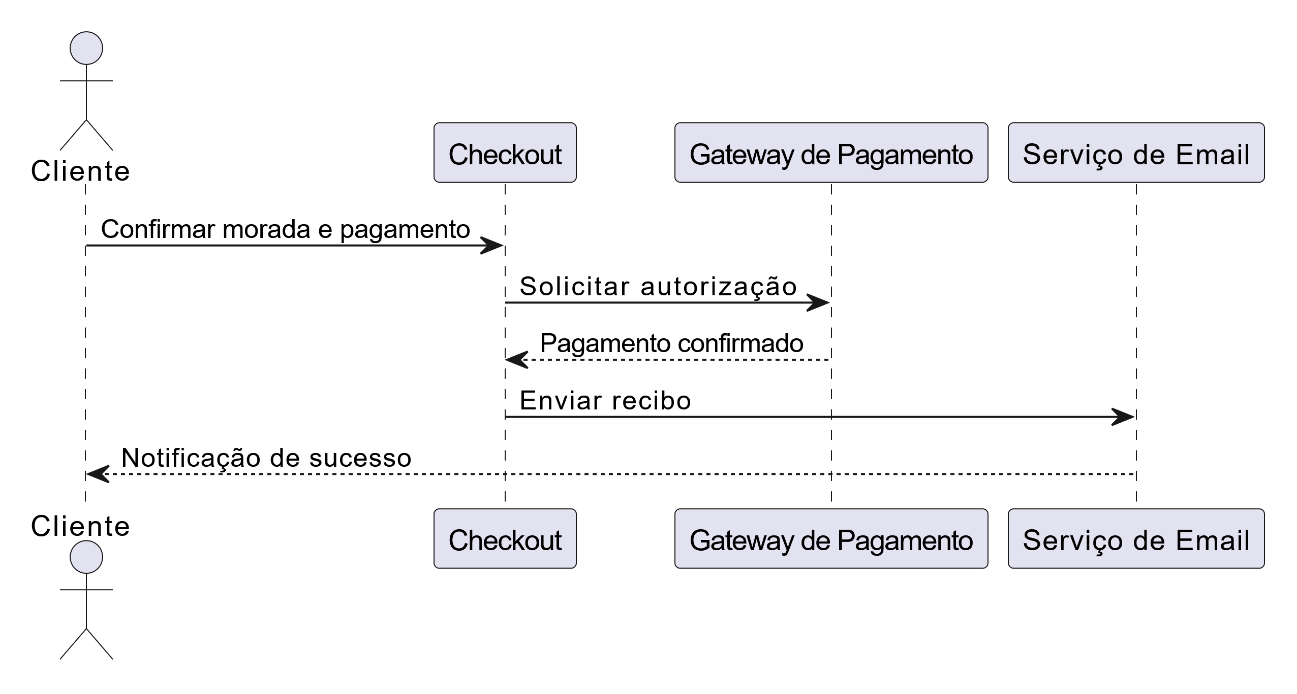 Cliente
Checkout
Gateway de Pagamento
Serviço de Email
Confirmar morada e pagamento
Solicitar autorização
Pagamento confirmado
Enviar recibo
Notificação de sucesso
Cliente
Checkout
Gateway de Pagamento
Serviço de Email